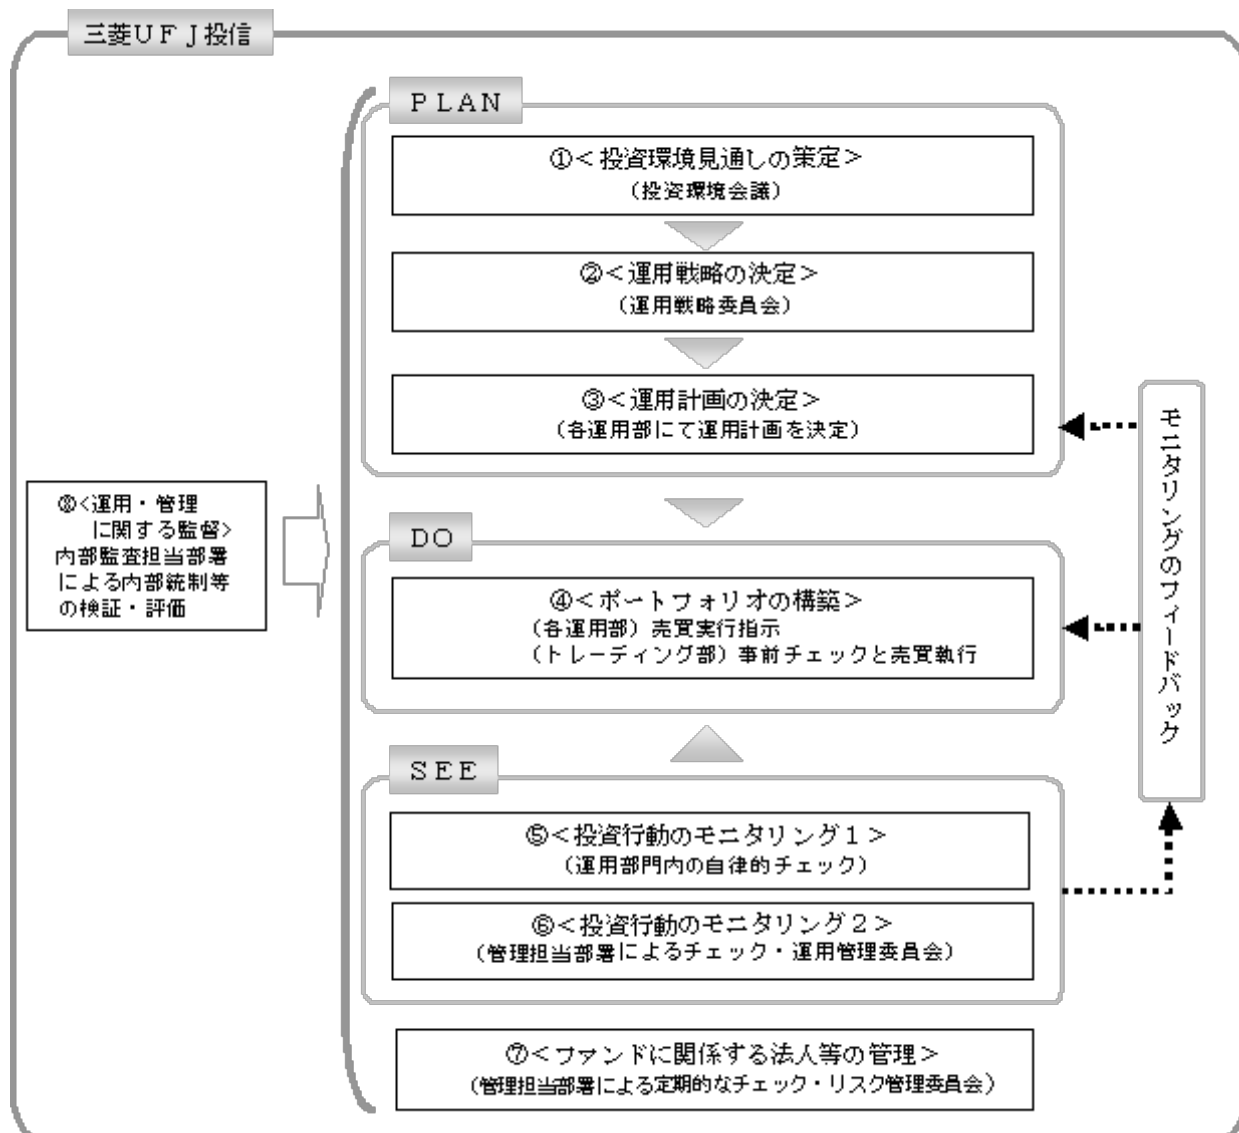 三菱UFJ投信
PLAN
①<投資環境見通しの策定>
(投資環境会議)
②<運用戦略の決定>
(運用戦略委員会)
③<運用計画の決定>
(各運用部にて運用計画を決定)
モニタリングのフィードバック
⑧<運用・管理
に関する監督>
内部監査担当部署
による内部統制等
の検証・評価
DO
④<ポートフォリオの構築>
(各運用部)売買実行指示
(トレーディング部)事前チェックと売買執行
SEE
⑤<投資行動のモニタリング1>
(運用部門内の自律的チェック)
⑥<投資行動のモニタリング2>
(管理担当部署によるチェック・運用管理委員会)
⑦<ファンドに関係する法人等の管理>
(管理担当部署による定期的なチェック・リスク管理委員会)